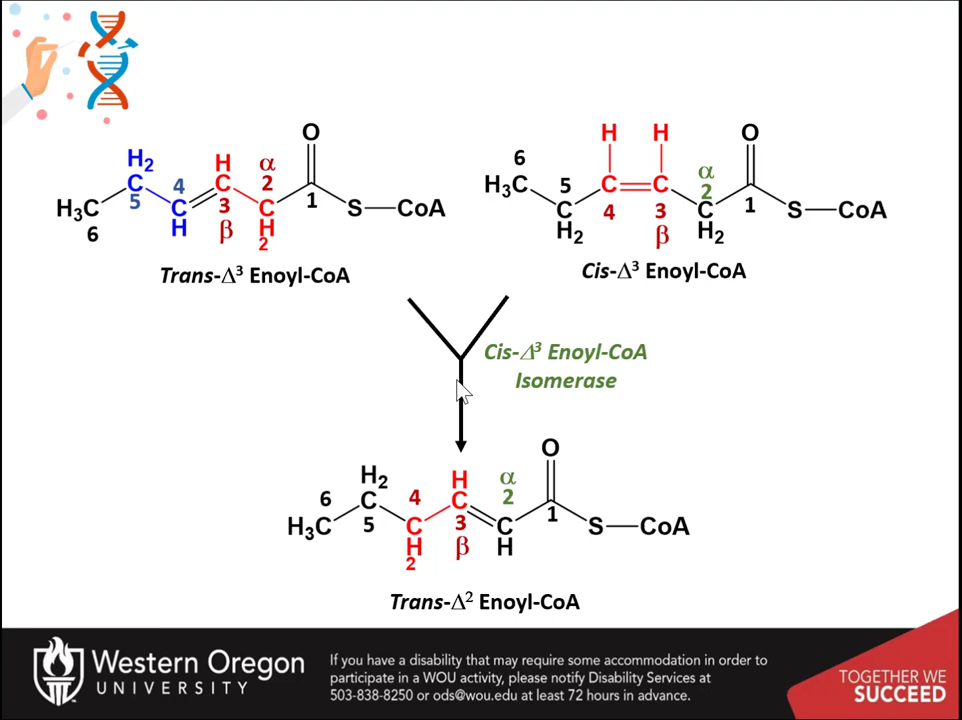 O
H₂
H
α
4
2
C
C
5
3
C
C
1
S—CoA
H₃C
6
H
β
H
2
Trans-Δ³ Enoyl-CoA
H
H
O
6
α
H₃C
5
C
C
2
C
4
3
C
1
S—CoA
H₂
β
H₂
Cis-Δ³ Enoyl-CoA
Cis-Δ³ Enoyl-CoA
Isomerase
O
H₂
H
α
6
C
4
C
2
H₃C
5
C
3
C
1
S—CoA
H
2
β
H
Trans-Δ² Enoyl-CoA
Western Oregon
UNIVERSITY
If you have a disability that may require some accommodation in order to
participate in a WOU activity, please notify Disability Services at
503-838-8250 or ods@wou.edu at least 72 hours in advance.
TOGETHER WE
SUCCEED